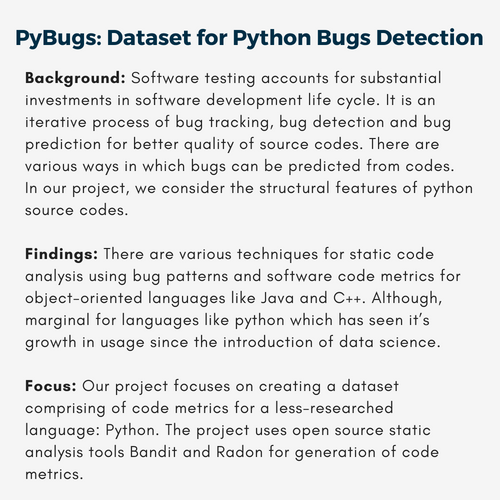 PyBugs: Dataset for Python Bugs Detection
Background: Software testing accounts for substantial
investments in software development life cycle. It is an
iterative process of bug tracking, bug detection and bug
prediction for better quality of source codes. There are
various ways in which bugs can be predicted from codes.
In our project, we consider the structural features of python
source codes.
Findings: There are various techniques for static code
analysis using bug patterns and software code metrics for
object-oriented languages like Java and C++. Although,
marginal for languages like python which has seen it's
growth in usage since the introduction of data science.
Focus: Our project focuses on creating a dataset
comprising of code metrics for a less-researched
language: Python. The project uses open source static
analysis tools Bandit and Radon for generation of code
metrics.